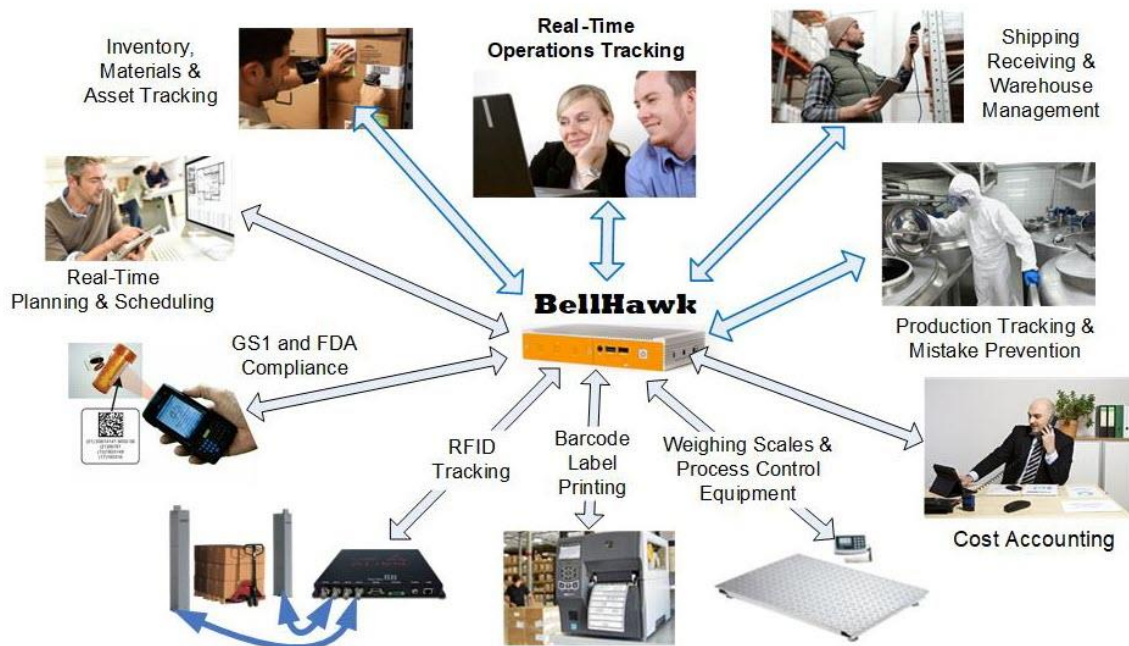 Inventory,
Materials &
Asset Tracking
Real-Time
Operations Tracking
Shipping
Receiving &
Warehouse
Management
Real-Time
Planning & Scheduling
BellHawk
Production Tracking &
Mistake Prevention
GS1 and FDA
Compliance
RFID
Tracking
Barcode
Label
Printing
Weighing Scales &
Process Control
Equipment
Cost Accounting